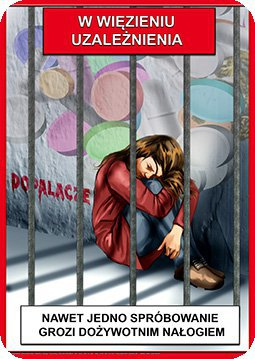 W WIĘZIENIU
UZALEŻNIENIA
DOPALACZE
NAWET JEDNO SPRÓBOWANIE
GROZI DOŻYWOTNIM NAŁOGIEM